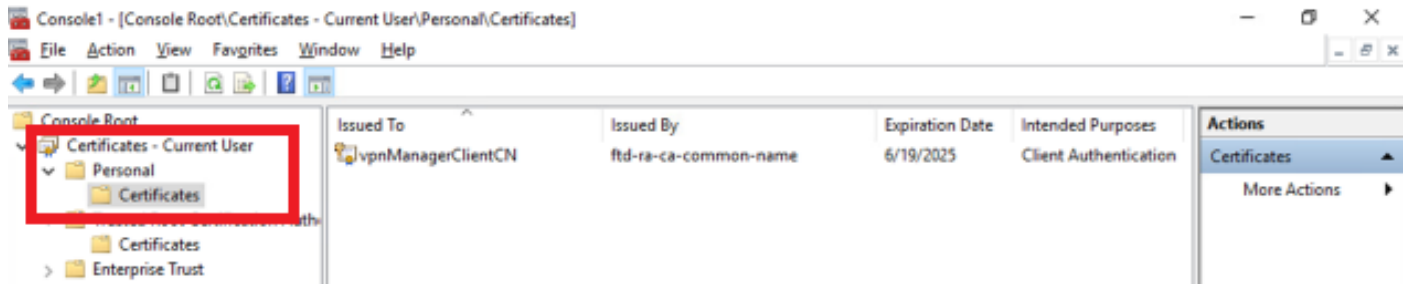 Console1 - [Console Root\Certificates - Current User\Personal\Certificates]
File Action View Favorites Window Help
Console Root
Certificates - Current User
Personal
Certificates
Certificates
Enterprise Trust
Issued To Issued By Expiration Date Intended Purposes
vpnManagerClientCN ftd-ra-ca-common-name 6/19/2025 Client Authentication
Actions
Certificates
More Actions